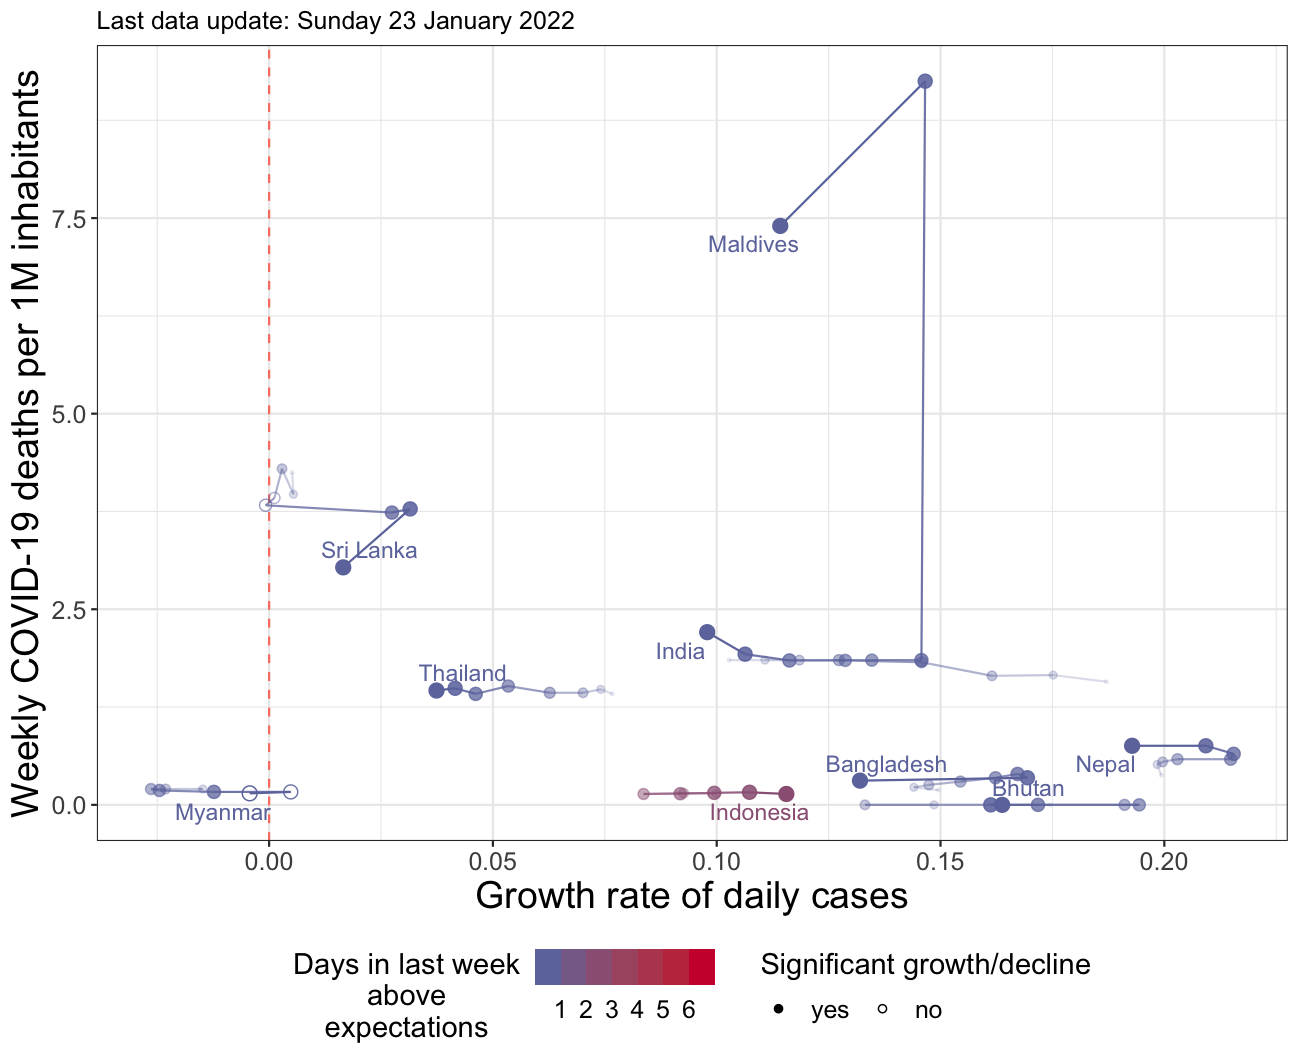 Last data update: Sunday 23 January 2022
Weekly COVID-19 deaths per 1M inhabitants
7.5
5.0
2.5
0.0
Maldives
Sri Lanka
India
Thailand
Bangladesh
Nepal
Bhutan
Myanmar
Indonesia
0.00 0.05 0.10 0.15 0.20
Growth rate of daily cases
Days in last week
above
expectations
1 2 3 4 5 6
Significant growth/decline
yes no